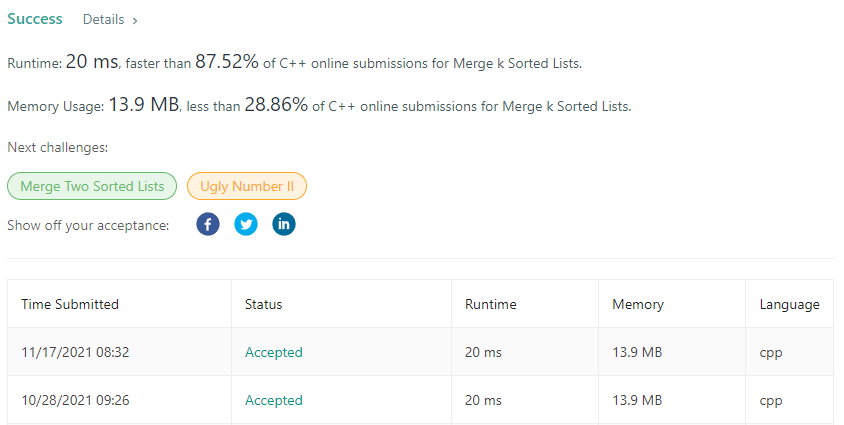 Success Details >
Runtime: 20 ms, faster than 87.52% of C++ online submissions for Merge k Sorted Lists.
Memory Usage: 13.9 MB, less than 28.86% of C++ online submissions for Merge k Sorted Lists.
Next challenges:
Merge Two Sorted Lists Ugly Number II
Show off your acceptance: f in
Time Submitted Status Runtime Memory Language
11/17/2021 08:32 Accepted 20 ms 13.9 MB cpp
10/28/2021 09:26 Accepted 20 ms 13.9 MB cpp